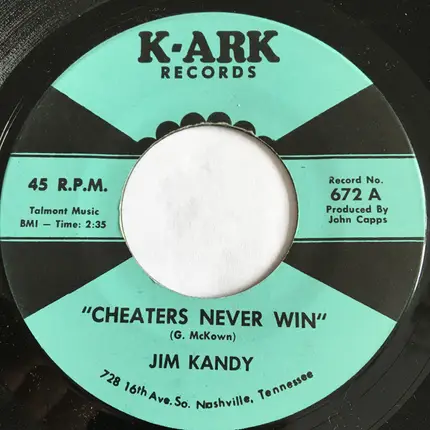 K-ARK
RECORDS
45 R.P.M.
Talmont Music
BMI — Time: 2:35
Record No.
672 A
Produced By
John Capps
"CHEATERS NEVER WIN"
(G. McKown)
JIM KANDY
728 16th Ave. So. Nashville, Tennessee